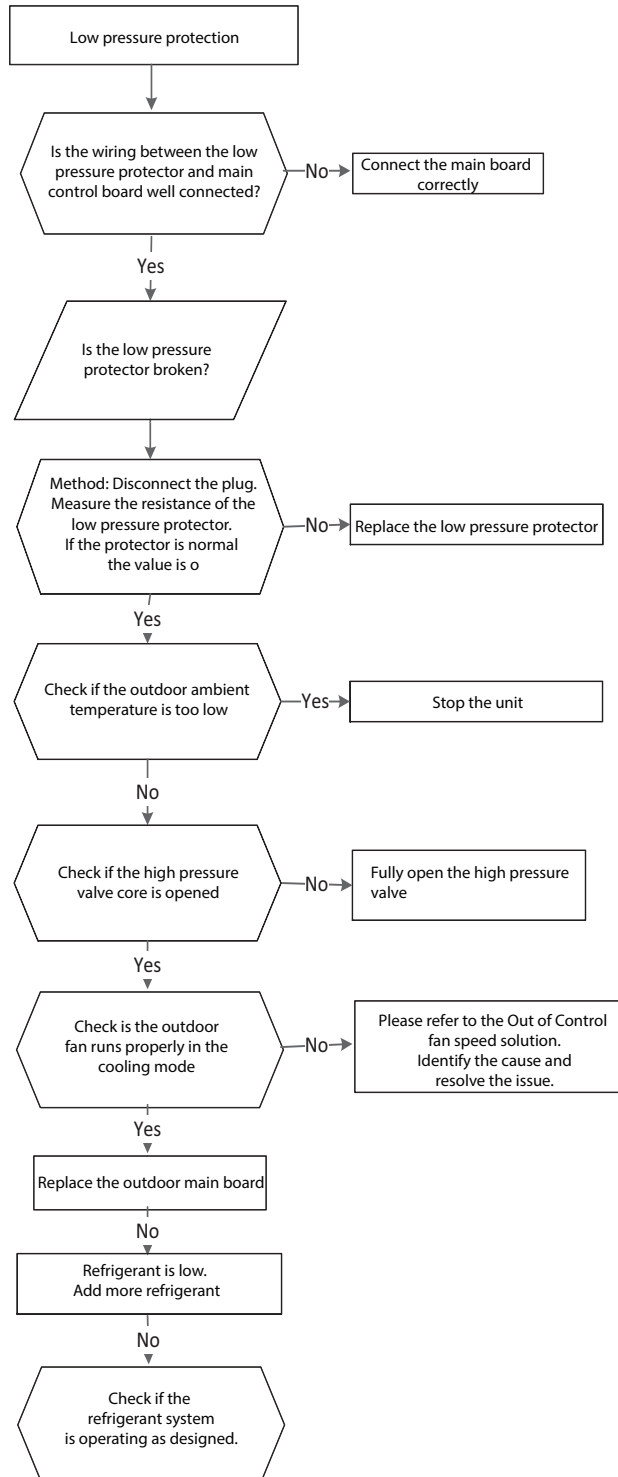 Low pressure protection
Is the wiring between the low
pressure protector and main
control board well connected?
No
Connect the main board
correctly
Yes
Is the low pressure
protector broken?
Method: Disconnect the plug.
Measure the resistance of the
low pressure protector.
If the protector is normal
the value is o
No
Replace the low pressure protector
Yes
Check if the outdoor ambient
temperature is too low
Yes
Stop the unit
No
Check if the high pressure
valve core is opened
No
Fully open the high pressure
valve
Yes
Check is the outdoor
fan runs properly in the
cooling mode
No
Please refer to the Out of Control
fan speed solution.
Identify the cause and
resolve the issue.
Yes
Replace the outdoor main board
No
Refrigerant is low.
Add more refrigerant
No
Check if the
refrigerant system
is operating as designed.